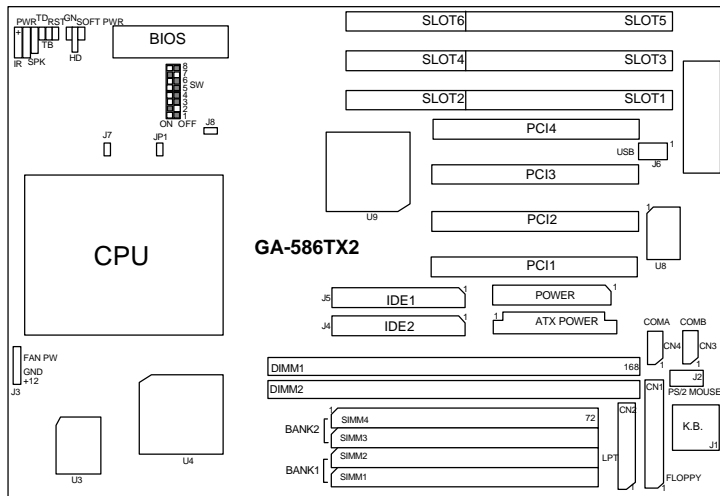 PWR TD RST GN SOFT PWR
+
IR SPK TB HD
BIOS
SLOT6 SLOT5
SLOT4 SLOT3
SLOT2 SLOT1
8
7
6
5
4
3
2
1
SW
ON OFF
J8
J7
JP1
PCI4
USB
1
J6
PCI3
U9
PCI2
1
U8
CPU
GA-586TX2
PCI1
J5 IDE1 1
POWER 1
J4 IDE2 1
1 ATX POWER
COMA COMB
CN4 CN3
1 1
FAN PW
GND
+12
J3
DIMM1 168
DIMM2
J2
PS/2 MOUSE
CN1
CN2
1
SIMM4 72
BANK2
SIMM3
SIMM2
BANK1
SIMM1
LPT
1
K.B.
J1
FLOPPY
1
U4
U3